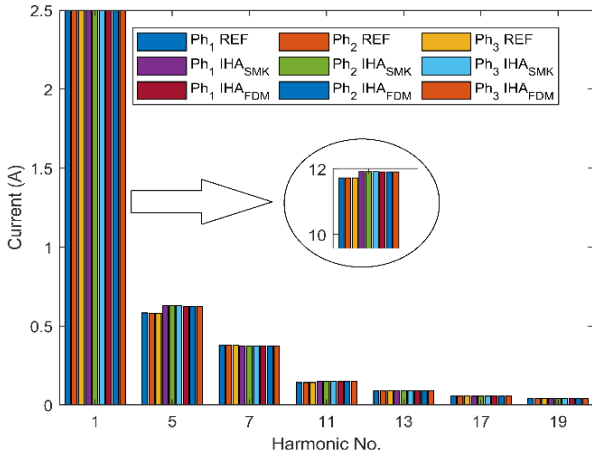 2.5
2
1.5
1
0.5
0
Current (A)
Ph1 REF Ph2 REF Ph3 REF
Ph1 IHASMK Ph2 IHASMK Ph3 IHASMK
Ph1 IHAFDM Ph2 IHAFDM Ph3 IHAFDM
12
10
1 5 7 11 13 17 19
Harmonic No.